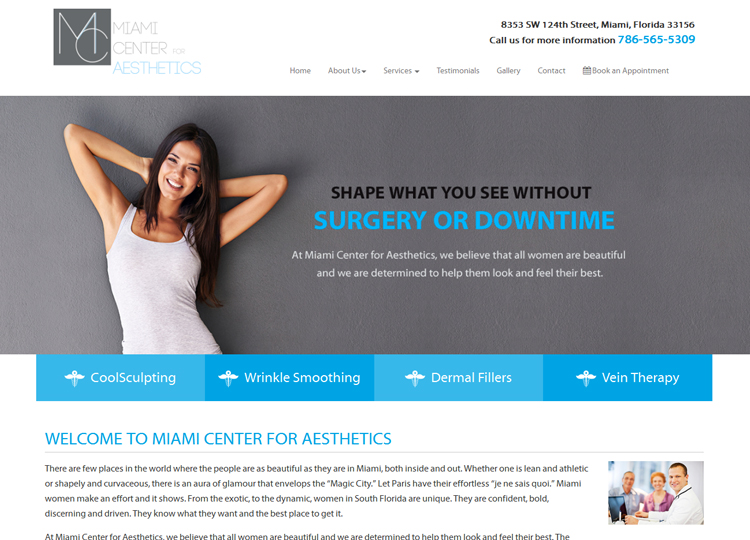 MC
MIAMI
CENTER FOR
AESTHETICS
8353 SW 124th Street, Miami, Florida 33156
Call us for more information 786-565-5309
Home About Us Services Testimonials Gallery Contact Book an Appointment
SHAPE WHAT YOU SEE WITHOUT
SURGERY OR DOWNTIME
At Miami Center for Aesthetics, we believe that all women are beautiful
and we are determined to help them look and feel their best.
CoolSculpting Wrinkle Smoothing Dermal Fillers Vein Therapy
WELCOME TO MIAMI CENTER FOR AESTHETICS
There are few places in the world where the people are as beautiful as they are in Miami, both inside and out. Whether one is lean and athletic
or shapely and curvaceous, there is an aura of glamour that envelops the “Magic City.” Let Paris have their effortless “je ne sais quoi.” Miami
women make an effort and it shows. From the exotic, to the dynamic, women in South Florida are unique. They are confident, bold,
discerning and driven. They know what they want and the best place to get it.
At Miami Center for Aesthetics, we believe that all women are beautiful and we are determined to help them look and feel their best. The